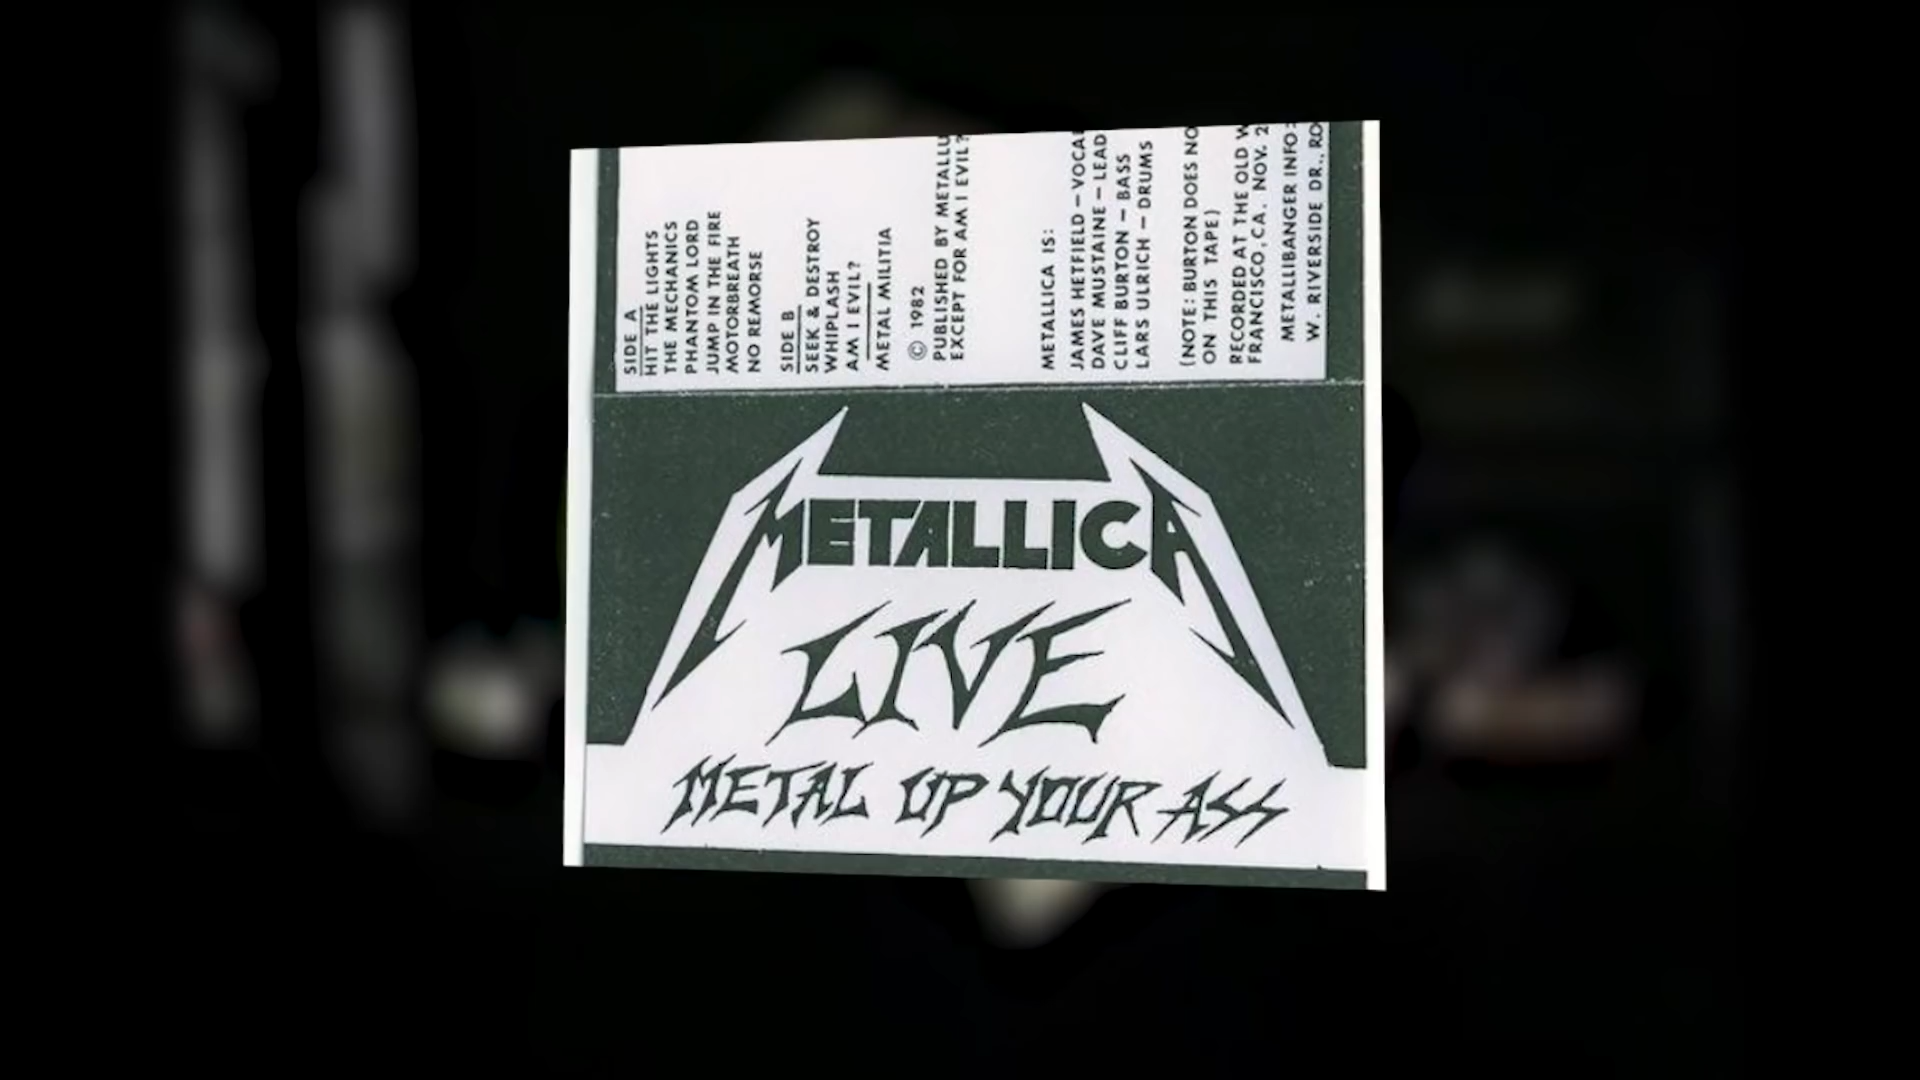 SIDE A
HIT THE LIGHTS
THE MECHANICS
PHANTOM LORD
JUMP IN THE FIRE
MOTORBREATH
NO REMORSE
SIDE B
SEEK & DESTROY
WHIPLASH
AM I EVIL?
METAL MILITIA
© 1982
PUBLISHED BY METALLU
EXCEPT FOR AM I EVIL?
METALLICA IS:
JAMES HETFIELD – VOCA
DAVE MUSTAINE – LEAD
CLIFF BURTON – BASS
LARS ULRICH – DRUMS
(NOTE: BURTON DOES NO
ON THIS TAPE)
RECORDED AT THE OLD W
FRANCISCO, CA. NOV. 2
METALLIBANGER INFO:
W. RIVERSIDE DR., RO
METALLICA
LIVE
METAL UP YOUR ASS